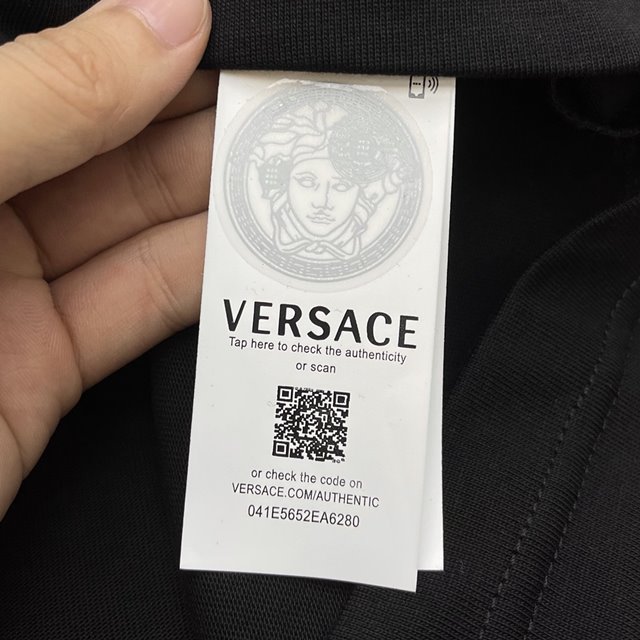 VERSACE
Tap here to check the authenticity
or scan
or check the code on
VERSACE.COM/AUTHENTIC
041E5652EA6280